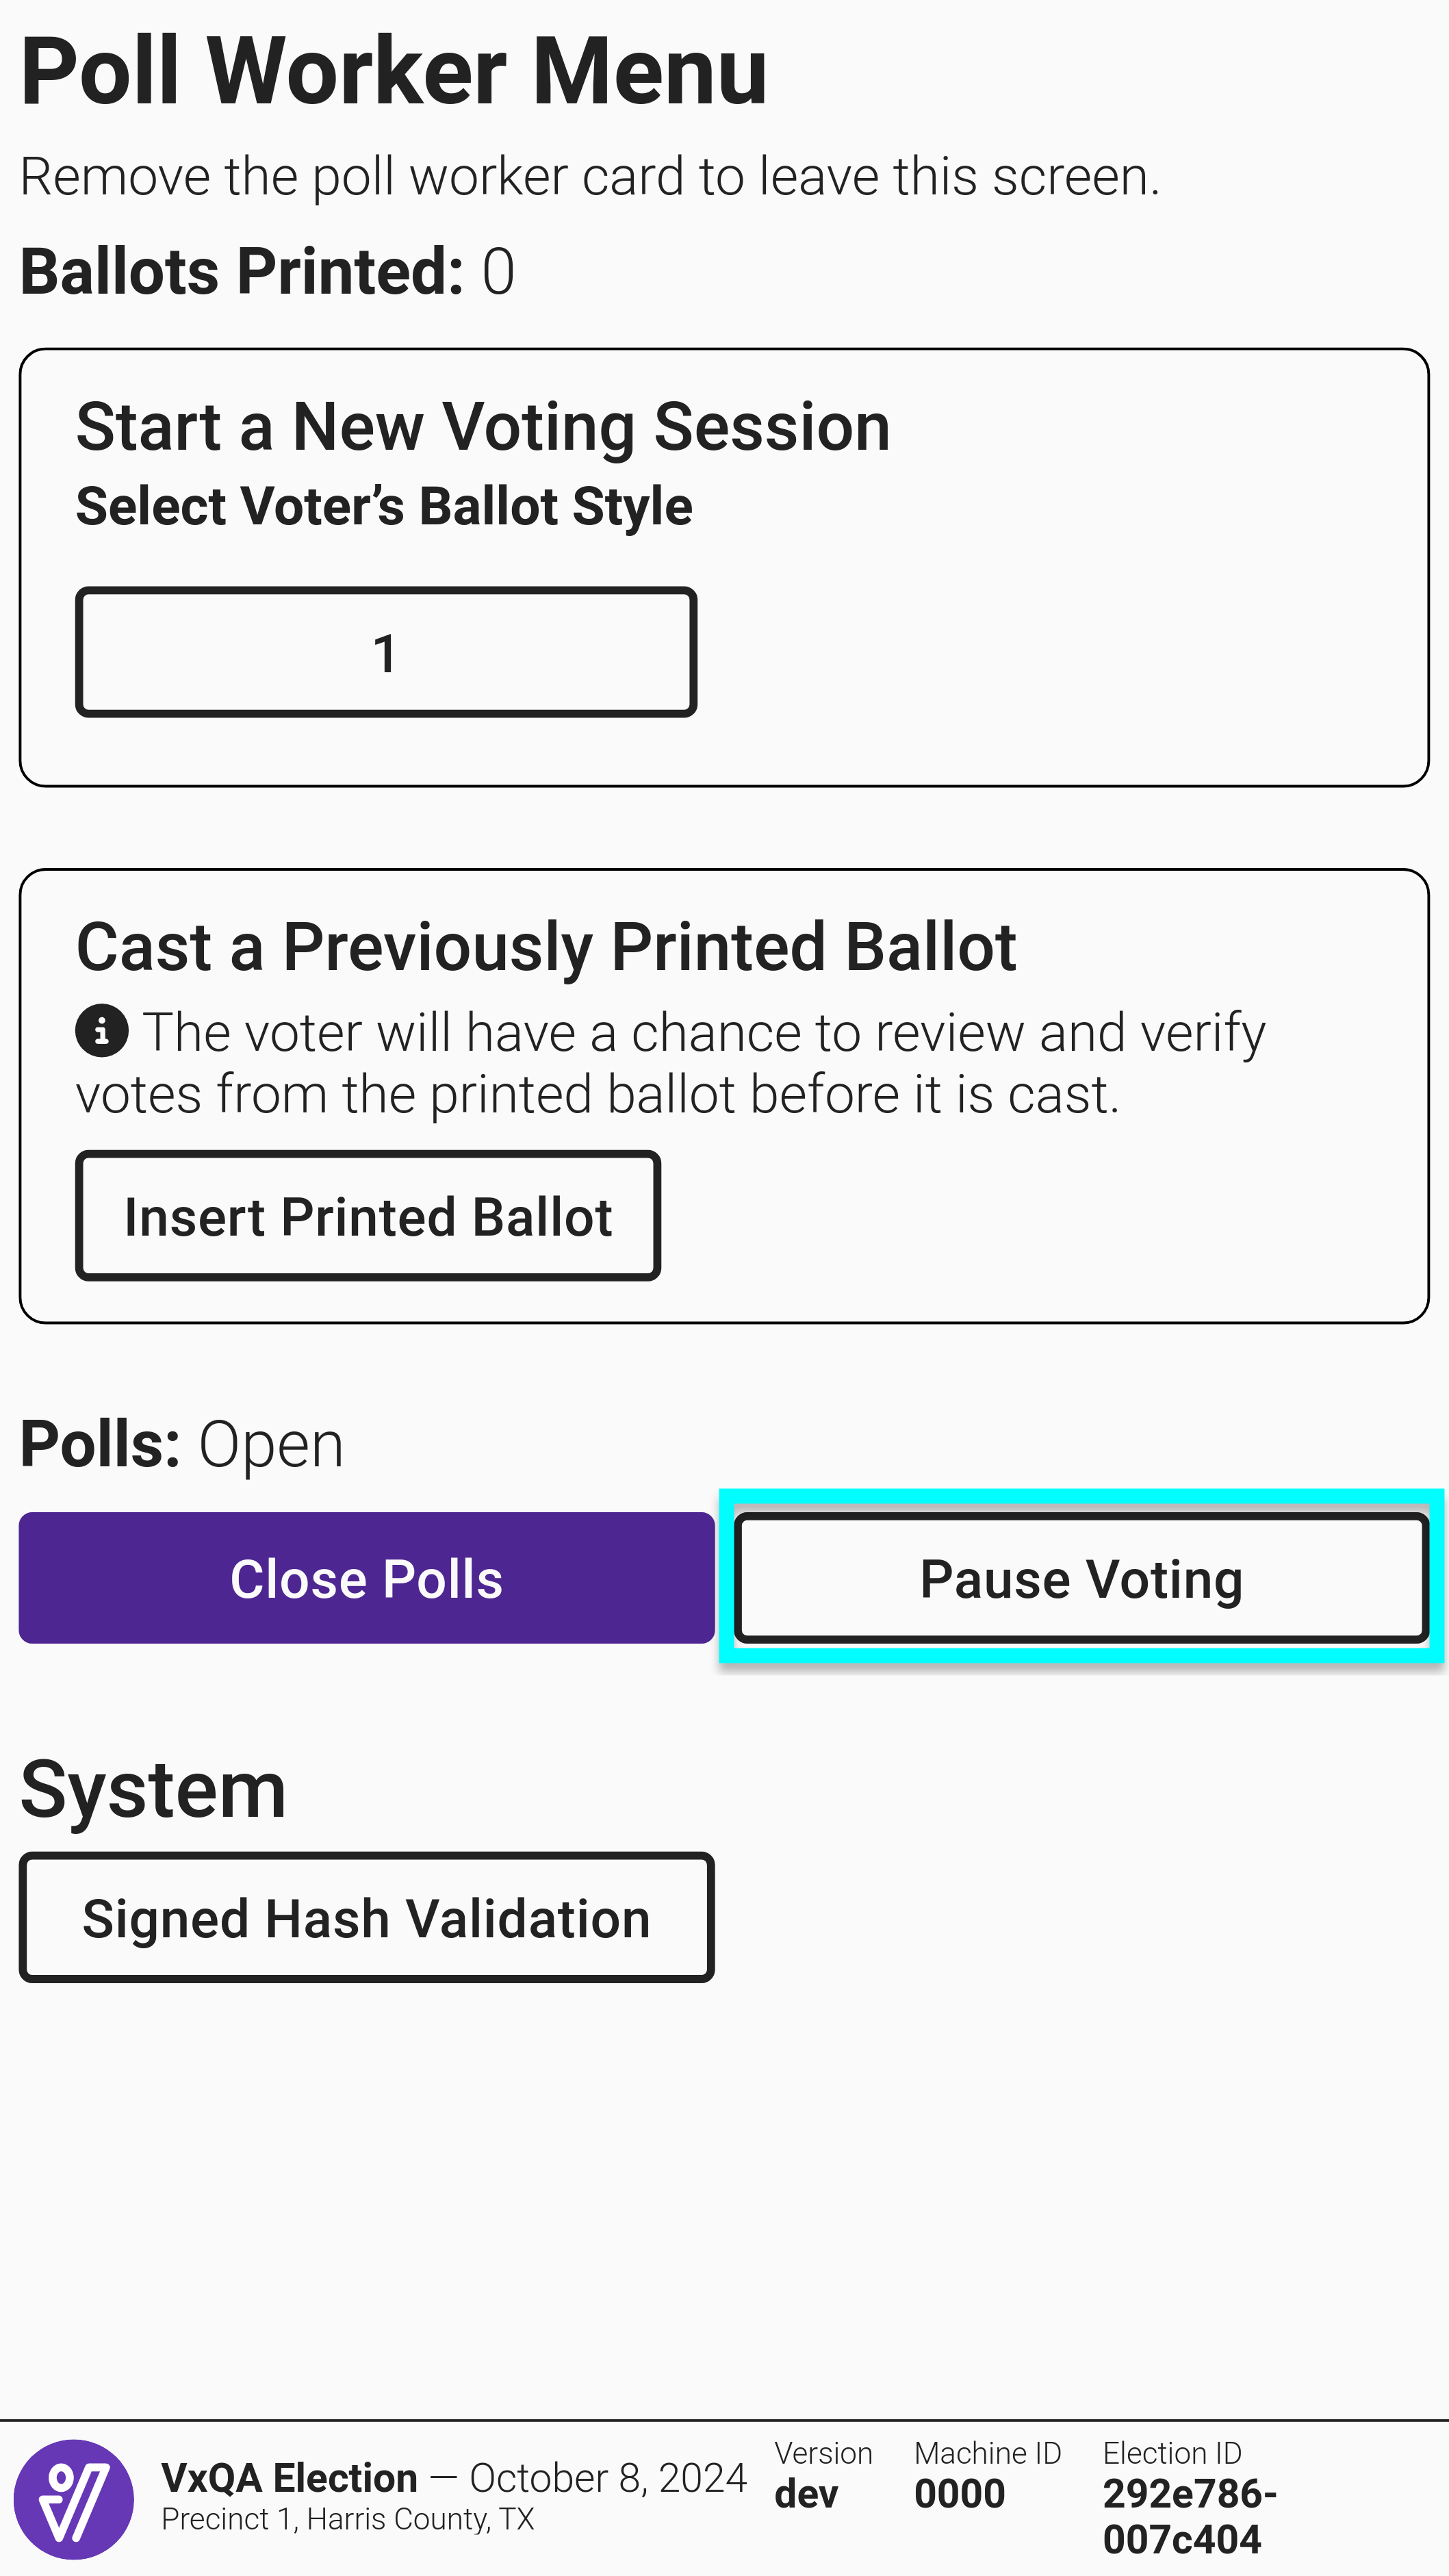 Poll Worker Menu
Remove the poll worker card to leave this screen.
Ballots Printed: 0
Start a New Voting Session
Select Voter’s Ballot Style
1
Cast a Previously Printed Ballot
The voter will have a chance to review and verify
votes from the printed ballot before it is cast.
Insert Printed Ballot
Polls: Open
Close Polls
Pause Voting
System
Signed Hash Validation
VxQA Election — October 8, 2024
Precinct 1, Harris County, TX
Version
dev
Machine ID
0000
Election ID
292e786-
007c404